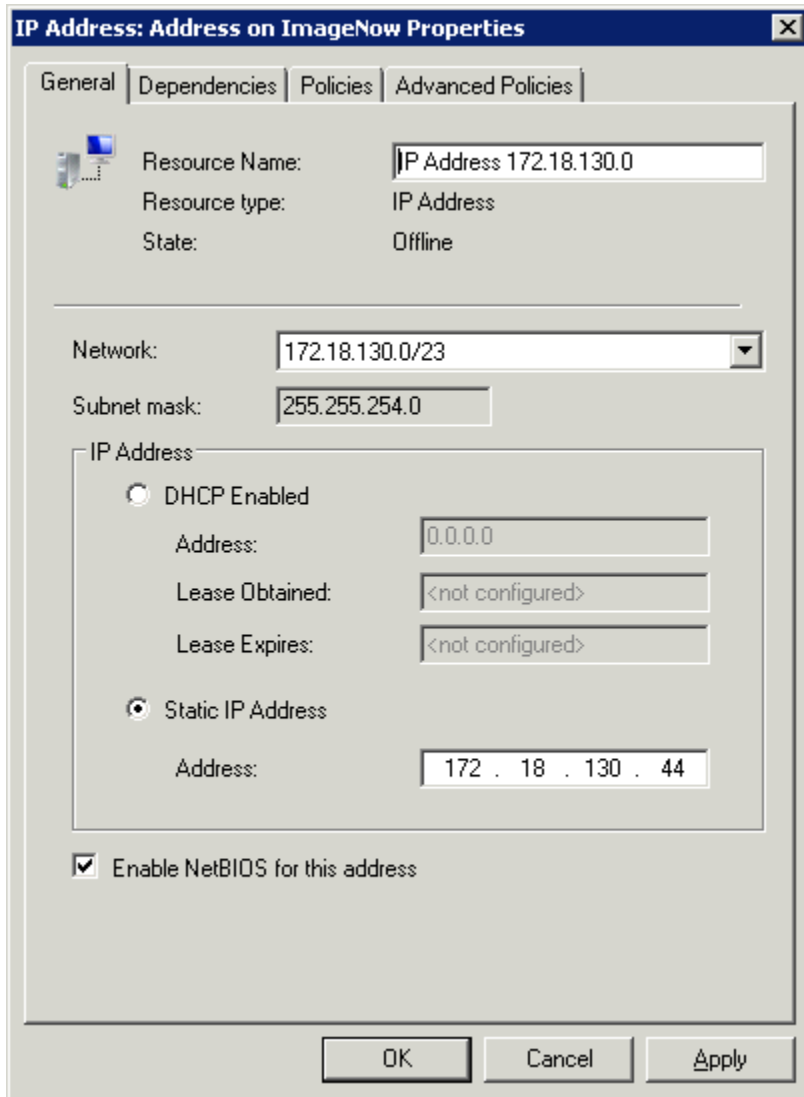 IP Address: Address on ImageNow Properties
General Dependencies Policies Advanced Policies
Resource Name: IP Address 172.18.130.0
Resource type: IP Address
State: Offline
Network: 172.18.130.0/23
Subnet mask: 255.255.254.0
IP Address
DHCP Enabled
Address: 0.0.0.0
Lease Obtained: <not configured>
Lease Expires: <not configured>
Static IP Address
Address: 172 . 18 . 130 . 44
Enable NetBIOS for this address
OK Cancel Apply